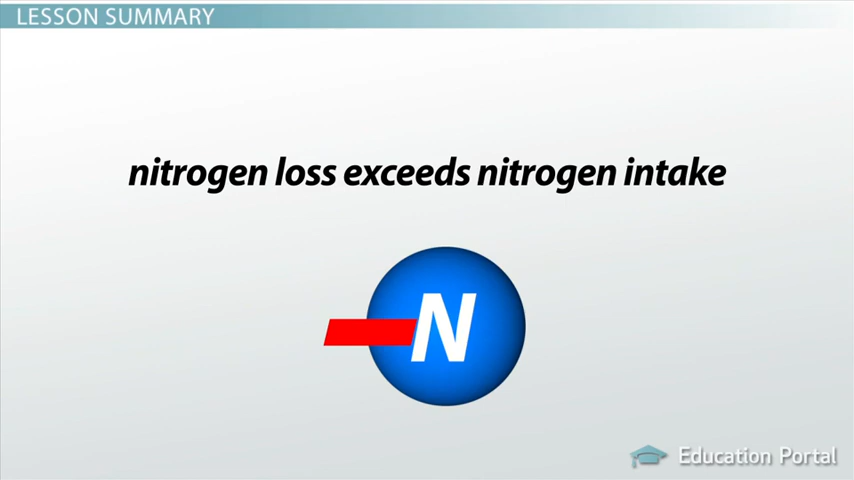 LESSON SUMMARY
nitrogen loss exceeds nitrogen intake
N
Education Portal